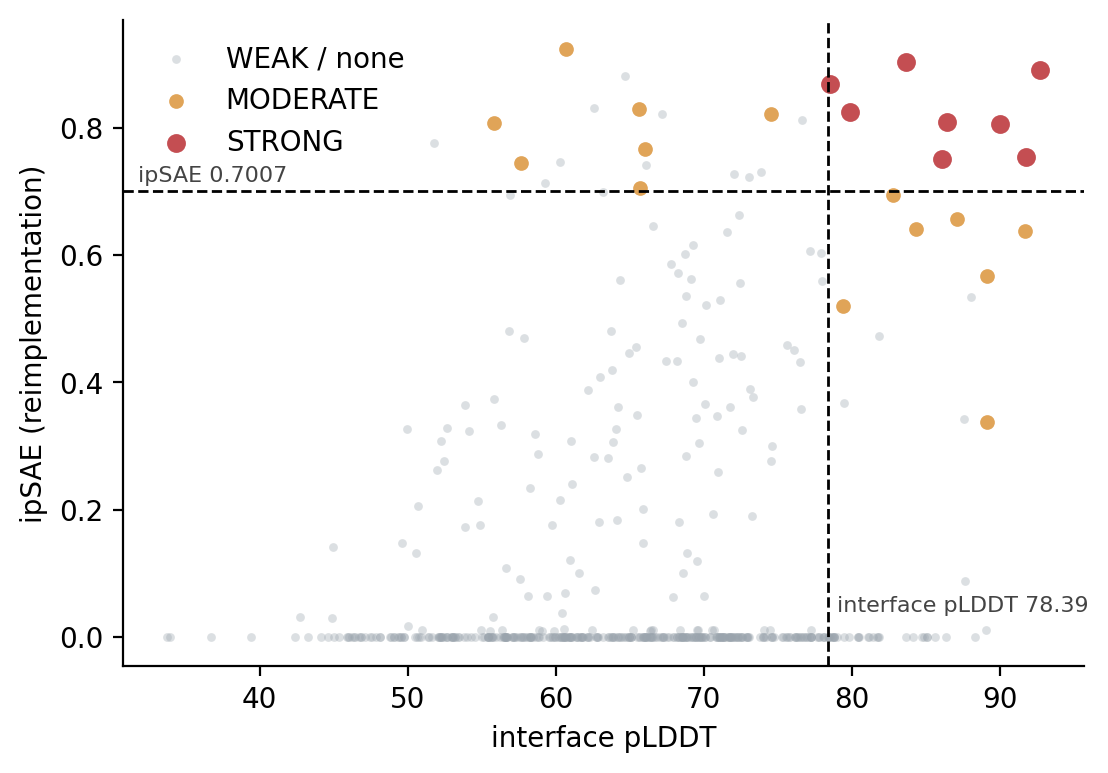 WEAK / none
MODERATE
STRONG
ipSAE 0.7007
interface pLDDT 78.39
0.8
0.6
0.4
0.2
0.0
ipSAE (reimplementation)
40 50 60 70 80 90
interface pLDDT